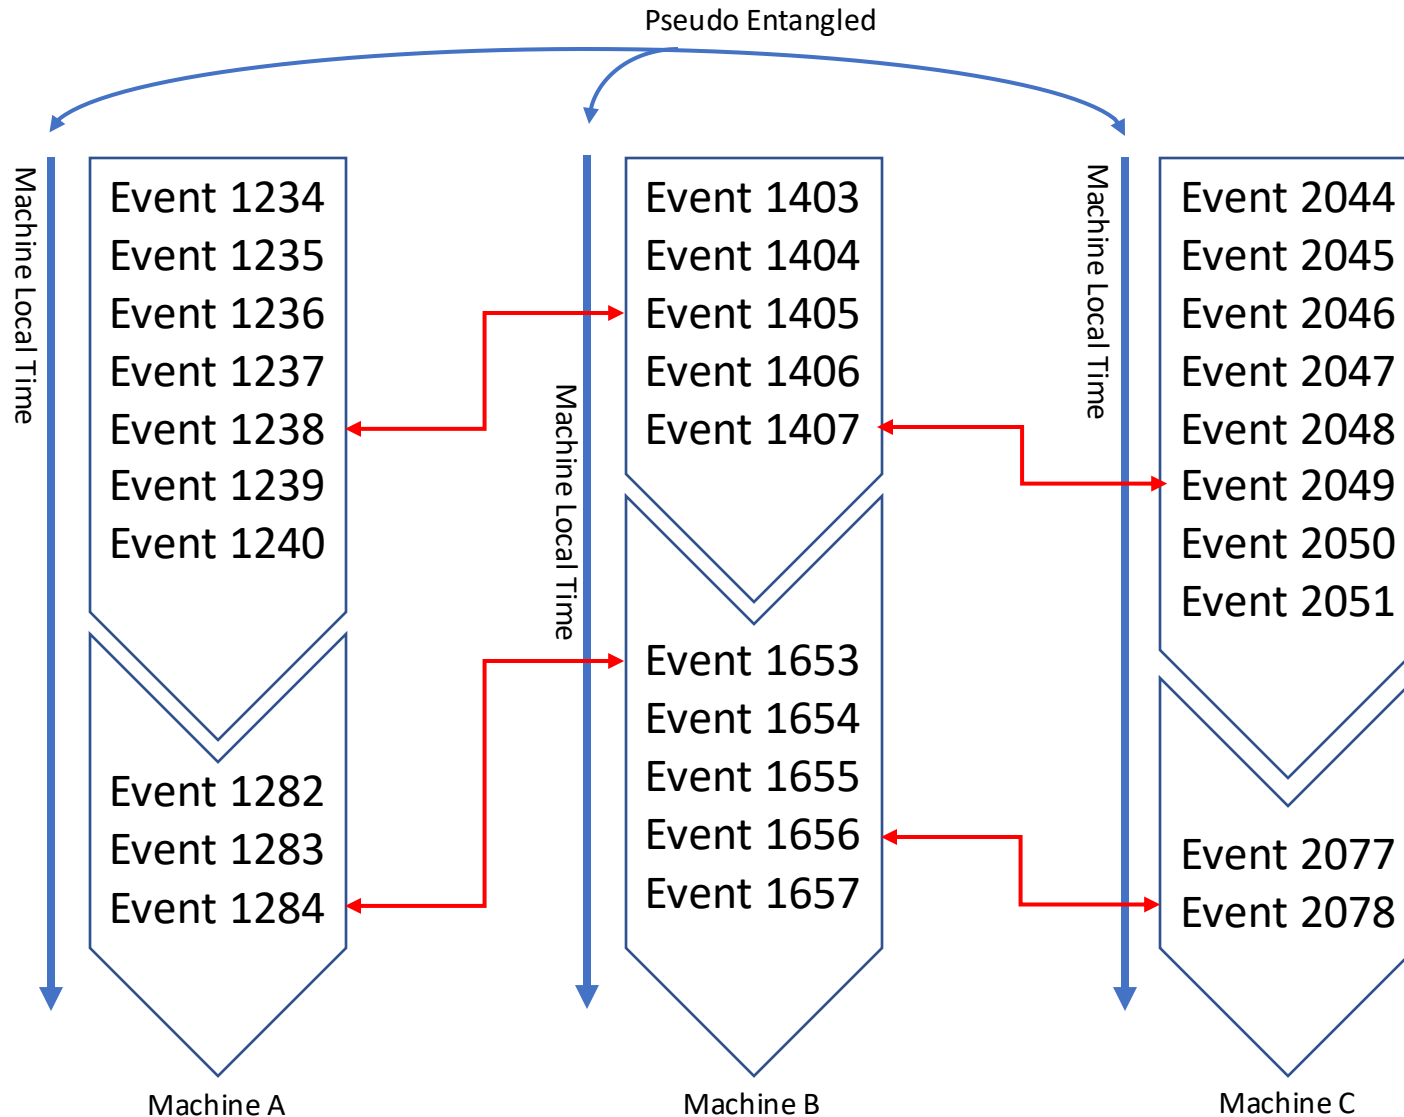 Pseudo Entangled
Machine Local Time
Event 1234
Event 1235
Event 1236
Event 1237
Event 1238
Event 1239
Event 1240
Event 1282
Event 1283
Event 1284
Machine A
Machine Local Time
Event 1403
Event 1404
Event 1405
Event 1406
Event 1407
Event 1653
Event 1654
Event 1655
Event 1656
Event 1657
Machine B
Machine Local Time
Event 2044
Event 2045
Event 2046
Event 2047
Event 2048
Event 2049
Event 2050
Event 2051
Event 2077
Event 2078
Machine C